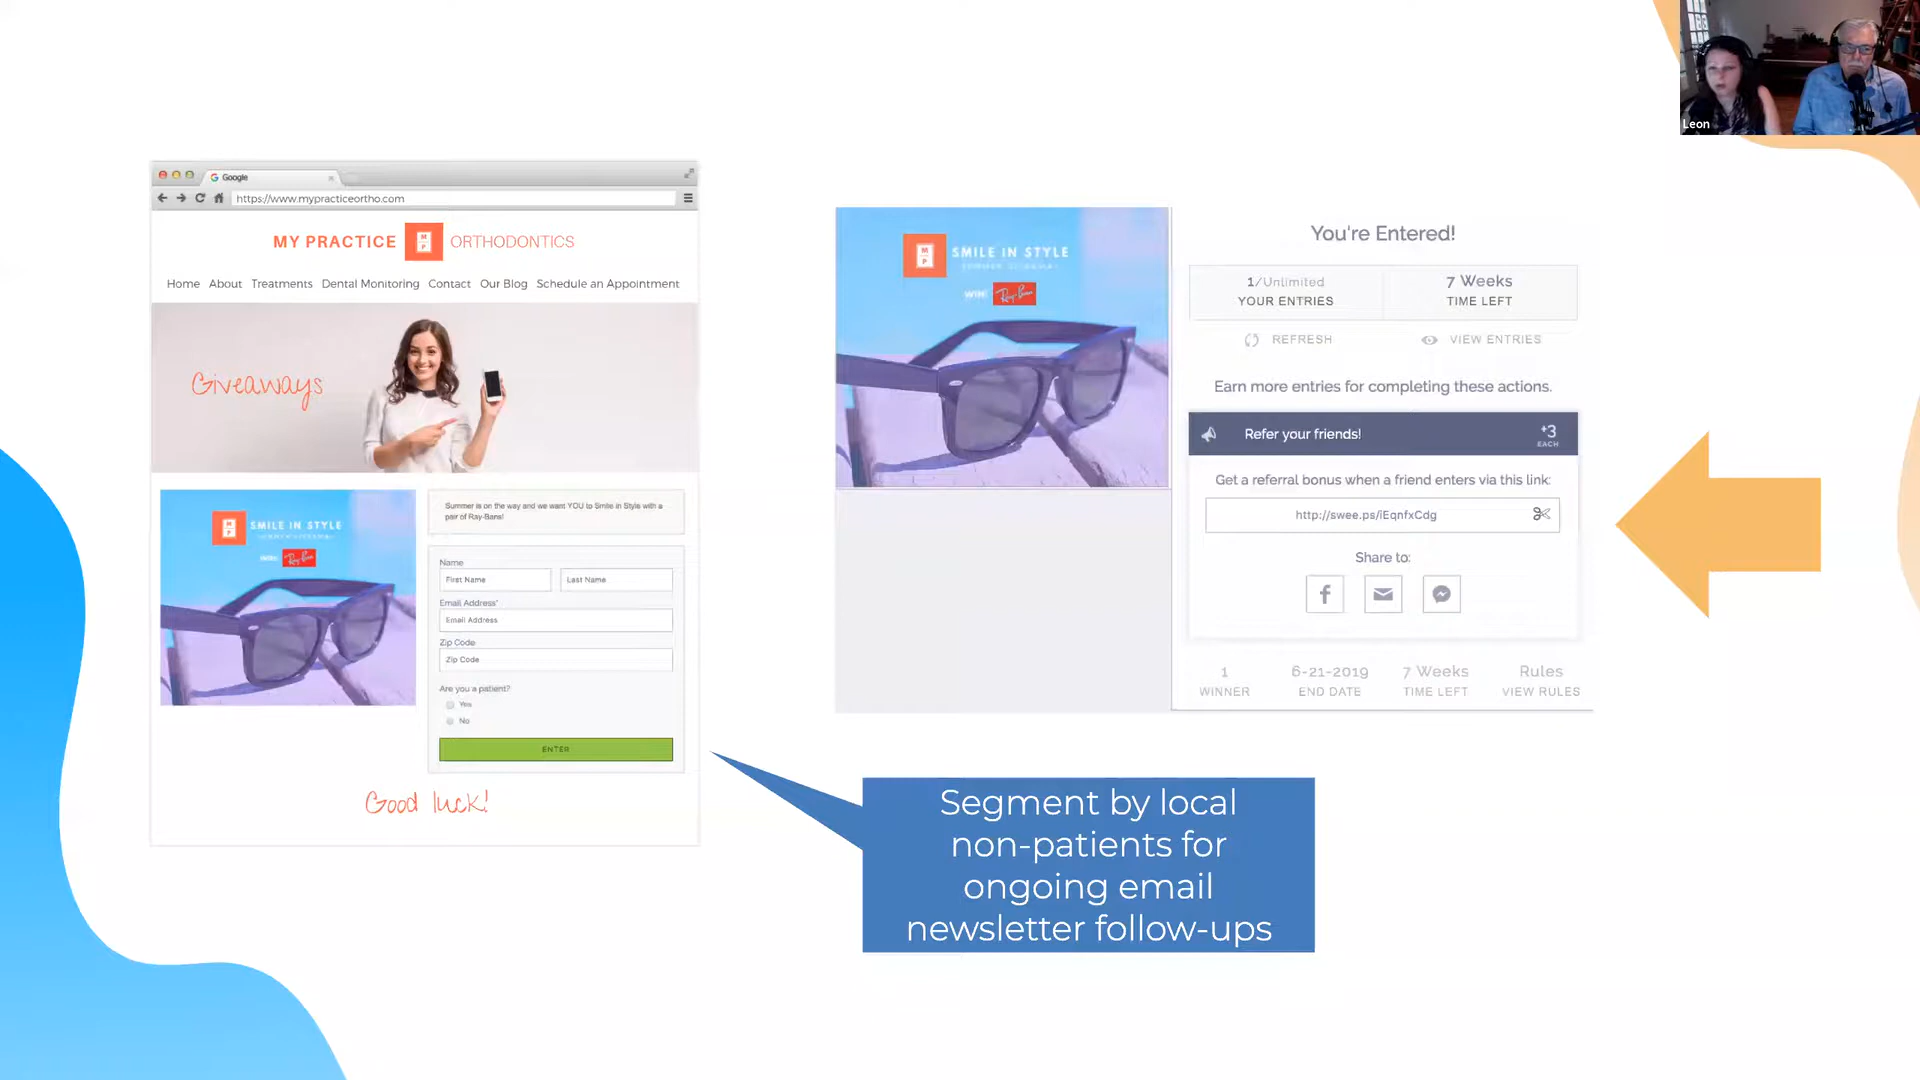 Leon
Google
https://www.mypracticeortho.com
MY PRACTICE
M
P
ORTHODONTICS
Home About Treatments Dental Monitoring Contact Our Blog Schedule an Appointment
Giveaways
SMILE IN STYLE
WIN: Ray-Ban
Summer is on the way and we want YOU to Smile in Style with a
pair of Ray-Bans!
Name
First Name Last Name
Email Address*
Email Address
Zip Code
Zip Code
Are you a patient?
Yes
No
ENTER
Good luck!
M
P
SMILE IN STYLE
SUMMER GIVEAWAY
WIN: Ray-Ban
You're Entered!
1/Unlimited
YOUR ENTRIES
7 Weeks
TIME LEFT
REFRESH
VIEW ENTRIES
Earn more entries for completing these actions.
Refer your friends!
+3
EACH
Get a referral bonus when a friend enters via this link:
http://swee.ps/iEqnfxCdg
Share to:
1
WINNER
6-21-2019
END DATE
7 Weeks
TIME LEFT
Rules
VIEW RULES
Segment by local
non-patients for
ongoing email
newsletter follow-ups